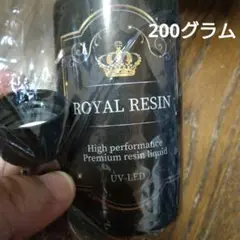 200グラム
ROYAL RESIN
High performance
Premium resin liquid
UV-LED